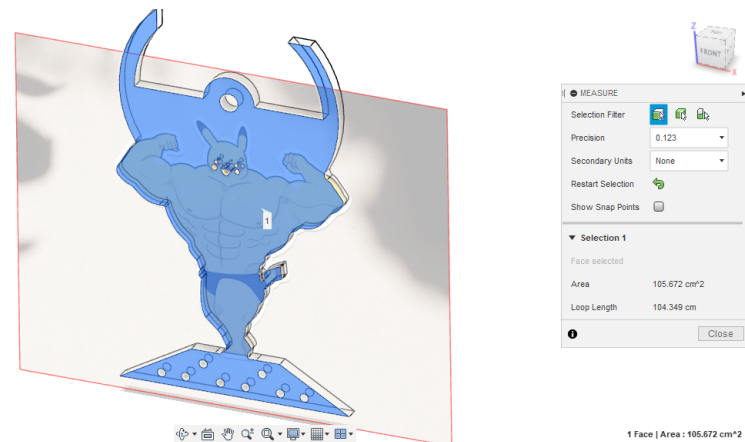 Z
FRONT
X
MEASURE
Selection Filter
Precision 0.123
Secondary Units None
Restart Selection
Show Snap Points
Selection 1
Face selected
Area 105.672 cm^2
Loop Length 104.349 cm
Close
1
1 Face | Area : 105.672 cm^2